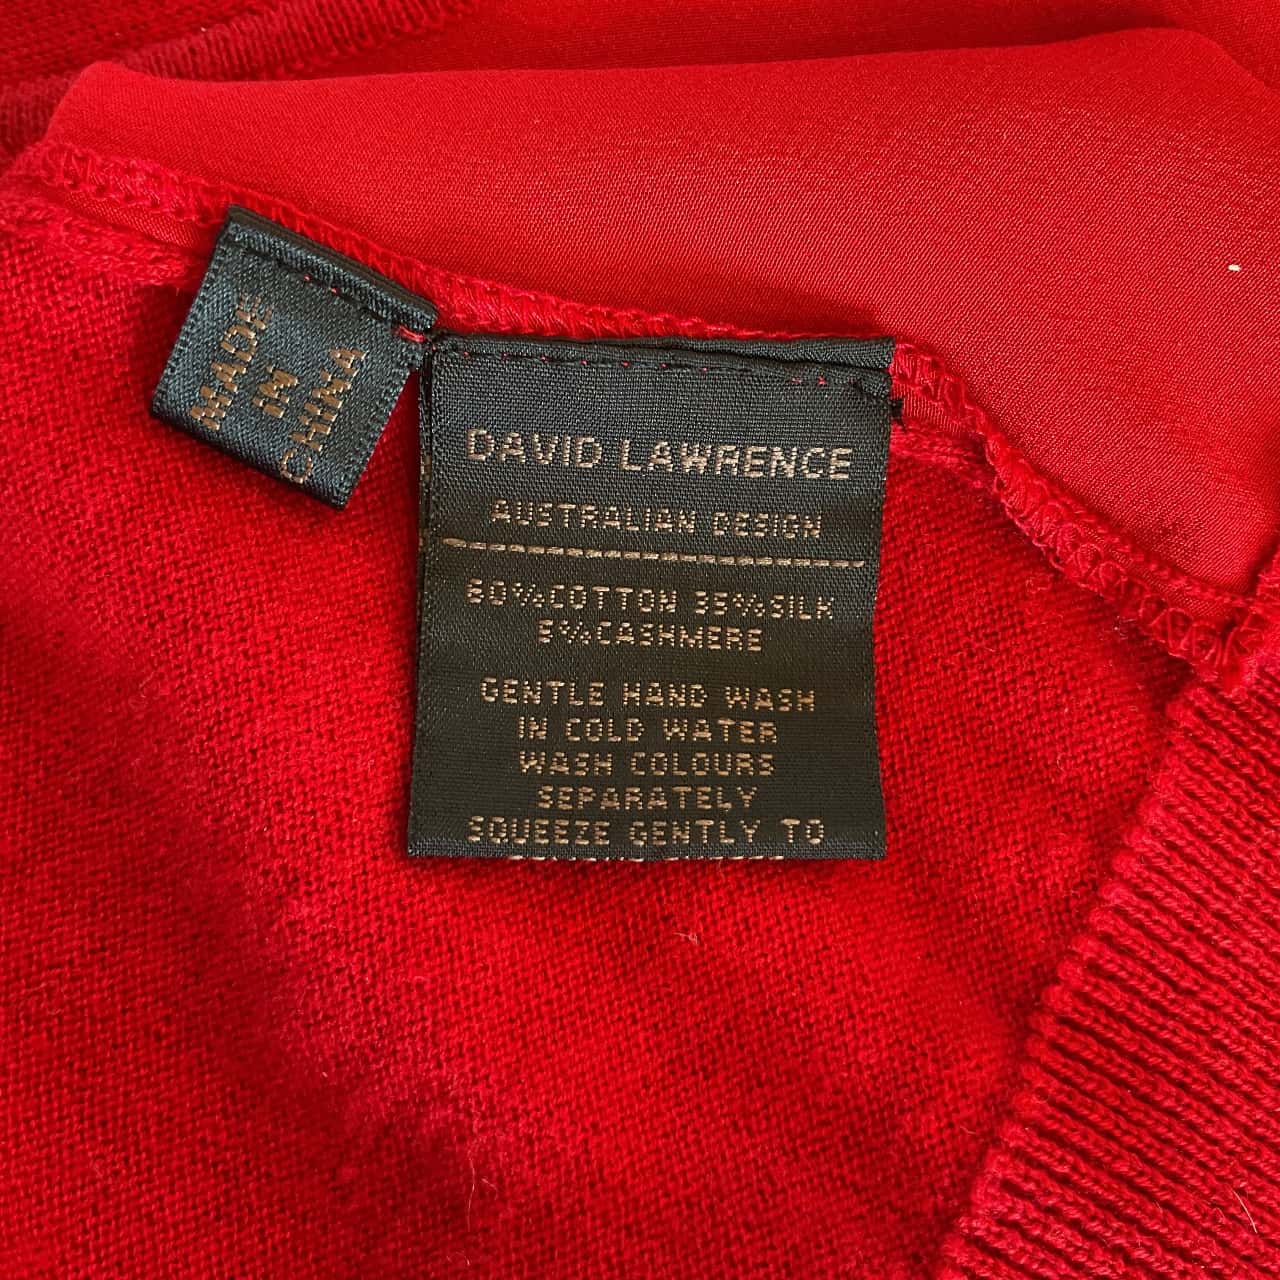 MADE
IN
CHINA
DAVID LAWRENCE
AUSTRALIAN DESIGN
60%COTTON 35%SILK
5%CASHMERE
GENTLE HAND WASH
IN COLD WATER
WASH COLOURS
SEPARATELY
SQUEEZE GENTLY TO